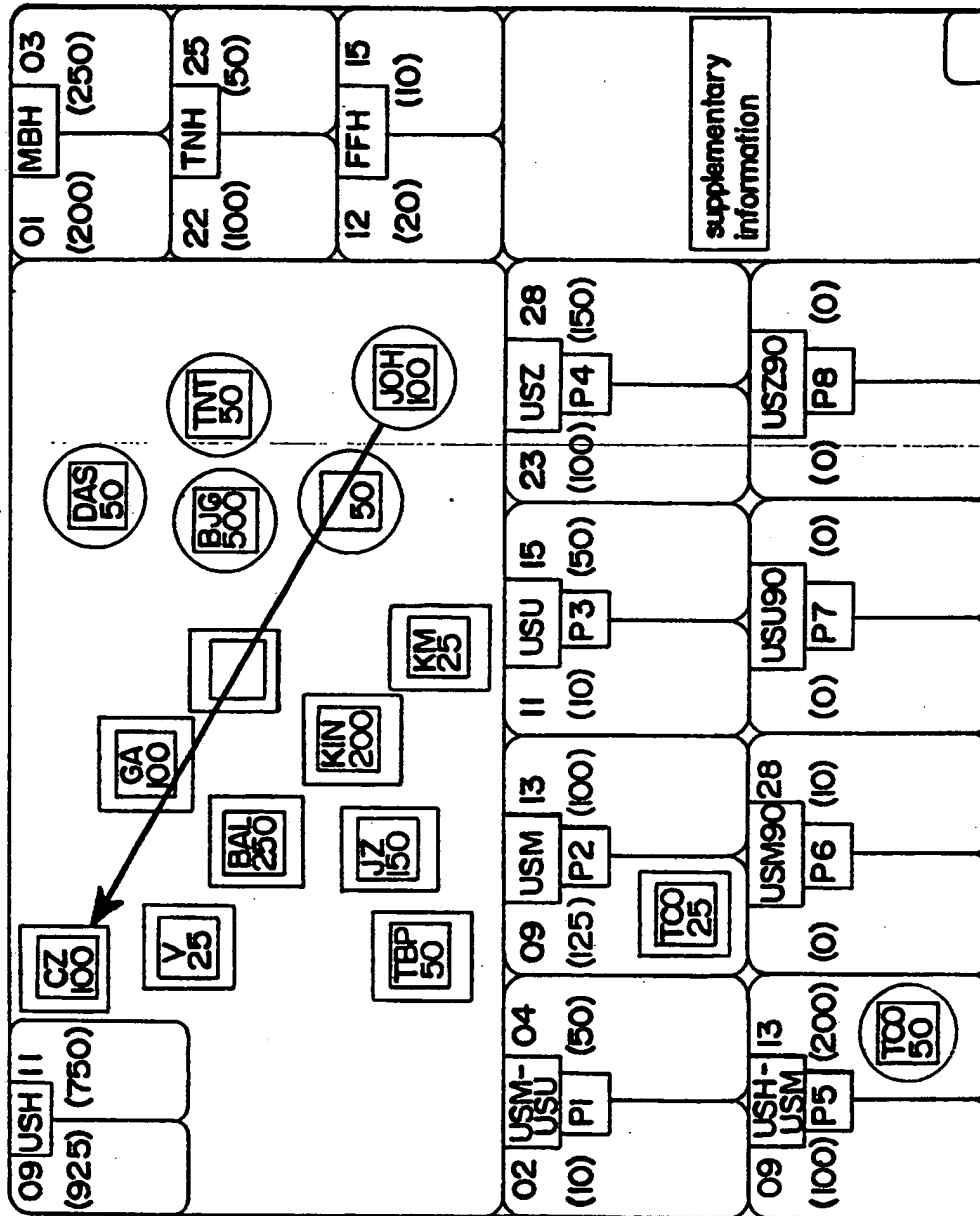 09 USH 11
(925) (750)
01 MBH 03
(200) (250)
22 TNH 25
(100) (50)
12 FFH 15
(20) (10)
CZ
100
V
25
TBP
50
GA
100
BAL
250
JZ
150
KIN
200
KM
25
DAS
50
BJG
500
TNT
50
50
JOH
100
02 USM-USU 04
(10) P1 (50)
09 USM 13
(125) P2 (100)
TCO
25
11 USU 15
(10) P3 (50)
23 USZ 28
(100) P4 (150)
09 USH-USM 13
(100) P5 (200)
TCO
50
USM90 28
(0) P6 (10)
USU90
(0) P7 (0)
USZ90
(0) P8 (0)
supplementary
information